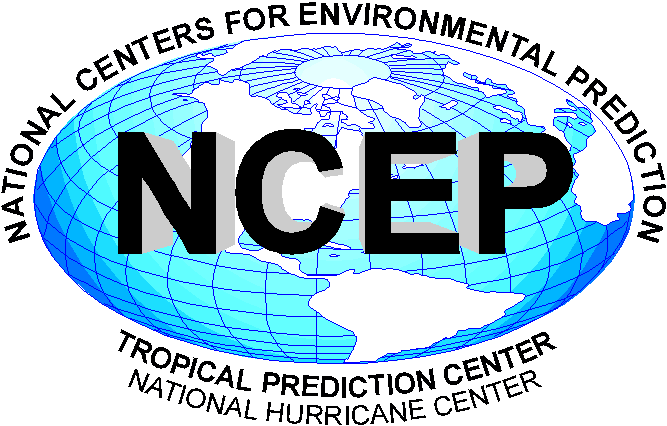 NATIONAL CENTERS FOR ENVIRONMENTAL PREDICTION
NCEP
TROPICAL PREDICTION CENTER
NATIONAL HURRICANE CENTER